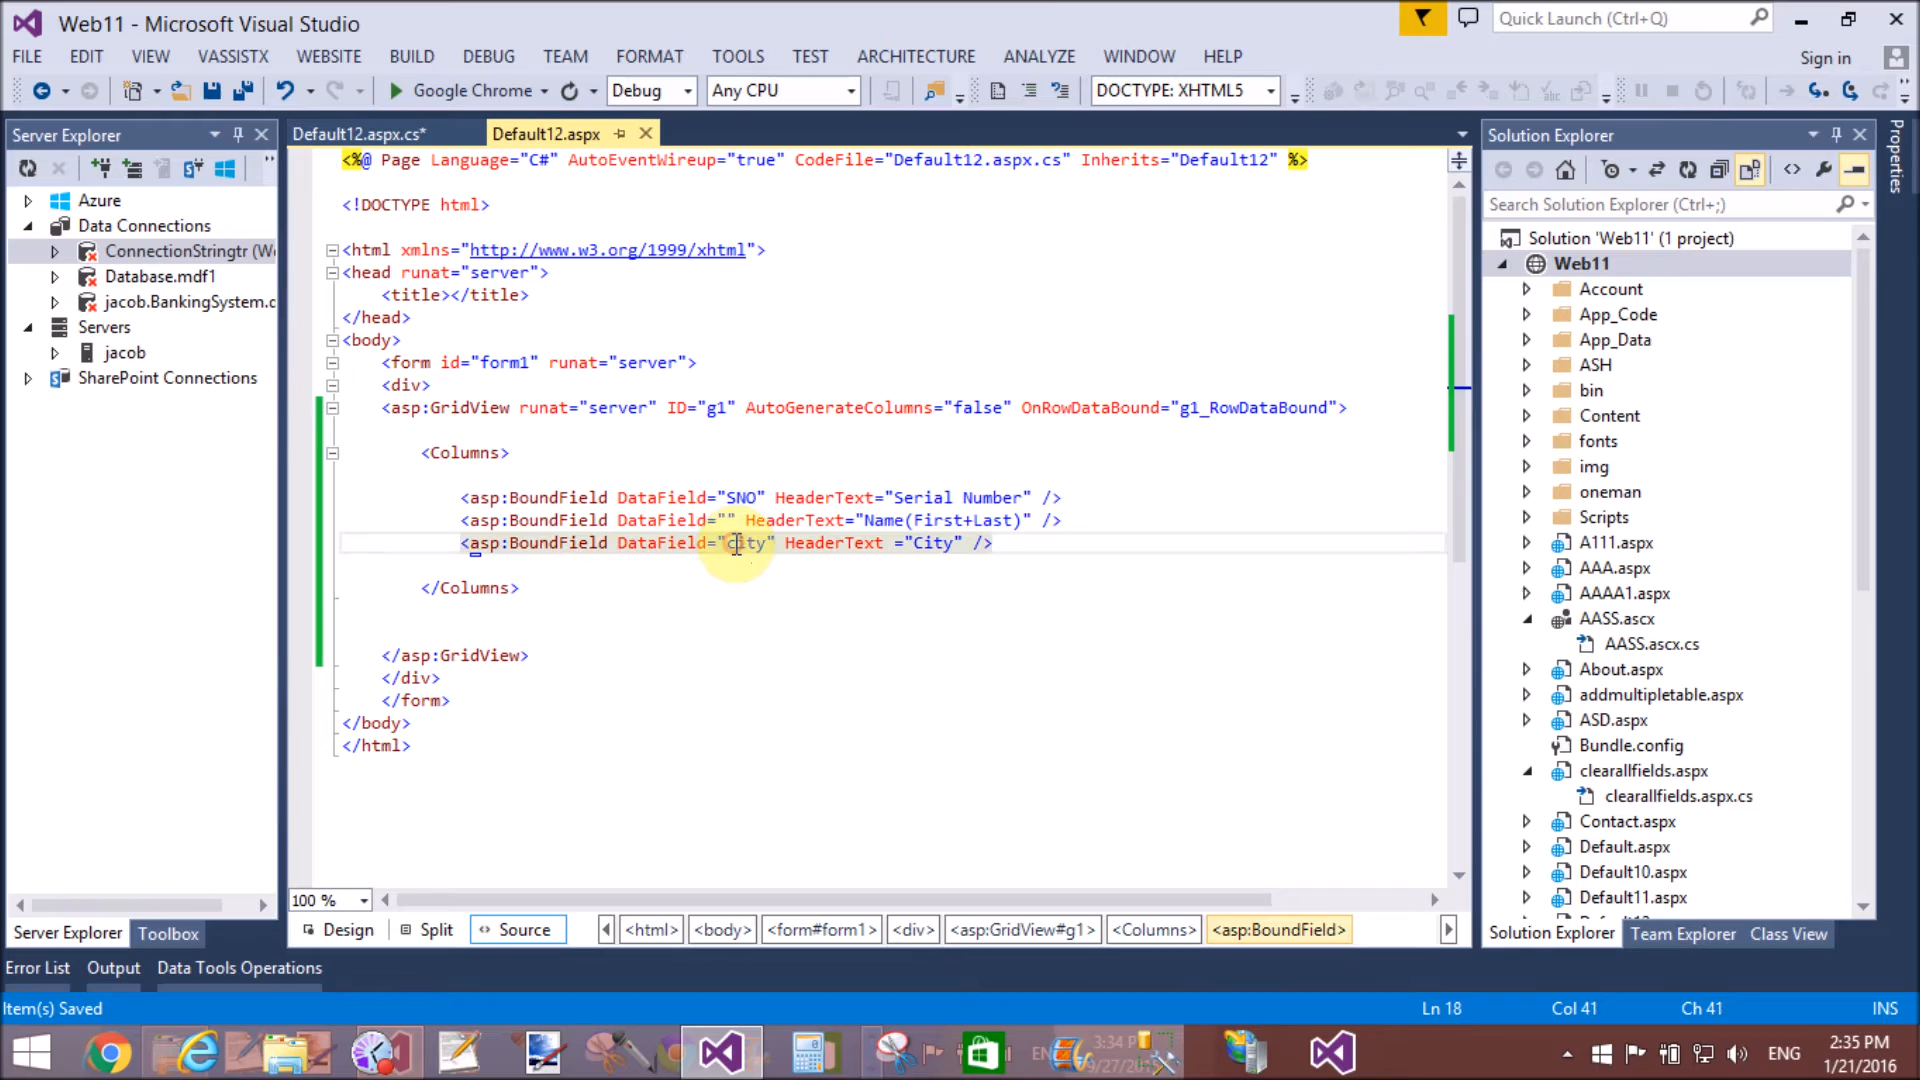 Web11 - Microsoft Visual Studio
Quick Launch (Ctrl+Q)
FILE EDIT VIEW VASSISTX WEBSITE BUILD DEBUG TEAM FORMAT TOOLS TEST ARCHITECTURE ANALYZE WINDOW HELP
Sign in
Google Chrome
Debug
Any CPU
DOCTYPE: XHTML5
Server Explorer
Azure
Data Connections
ConnectionStringtr (We
Database.mdf1
jacob.BankingSystem.c
Servers
jacob
SharePoint Connections
Server Explorer
Toolbox
Default12.aspx.cs*
Default12.aspx
<%@ Page Language="C#" AutoEventWireup="true" CodeFile="Default12.aspx.cs" Inherits="Default12" %>
<!DOCTYPE html>
<html xmlns="http://www.w3.org/1999/xhtml">
<head runat="server">
<title></title>
</head>
<body>
<form id="form1" runat="server">
<div>
<asp:GridView runat="server" ID="g1" AutoGenerateColumns="false" OnRowDataBound="g1_RowDataBound">
<Columns>
<asp:BoundField DataField="SNO" HeaderText="Serial Number" />
<asp:BoundField DataField="" HeaderText="Name(First+Last)" />
<asp:BoundField DataField="city" HeaderText ="City" />
</Columns>
</asp:GridView>
</div>
</form>
</body>
</html>
100 %
Design
Split
Source
<html> <body> <form#form1> <div> <asp:GridView#g1> <Columns> <asp:BoundField>
Solution Explorer
Search Solution Explorer (Ctrl+;)
Solution 'Web11' (1 project)
Web11
Account
App_Code
App_Data
ASH
bin
Content
fonts
img
oneman
Scripts
A111.aspx
AAA.aspx
AAAA1.aspx
AASS.ascx
AASS.ascx.cs
About.aspx
addmultipletable.aspx
ASD.aspx
Bundle.config
clearallfields.aspx
clearallfields.aspx.cs
Contact.aspx
Default.aspx
Default10.aspx
Default11.aspx
Solution Explorer
Team Explorer
Class View
Properties
Error List
Output
Data Tools Operations
Item(s) Saved
Ln 18
Col 41
Ch 41
INS
3:34 PM
9/27/20
ENG
2:35 PM
1/21/2016